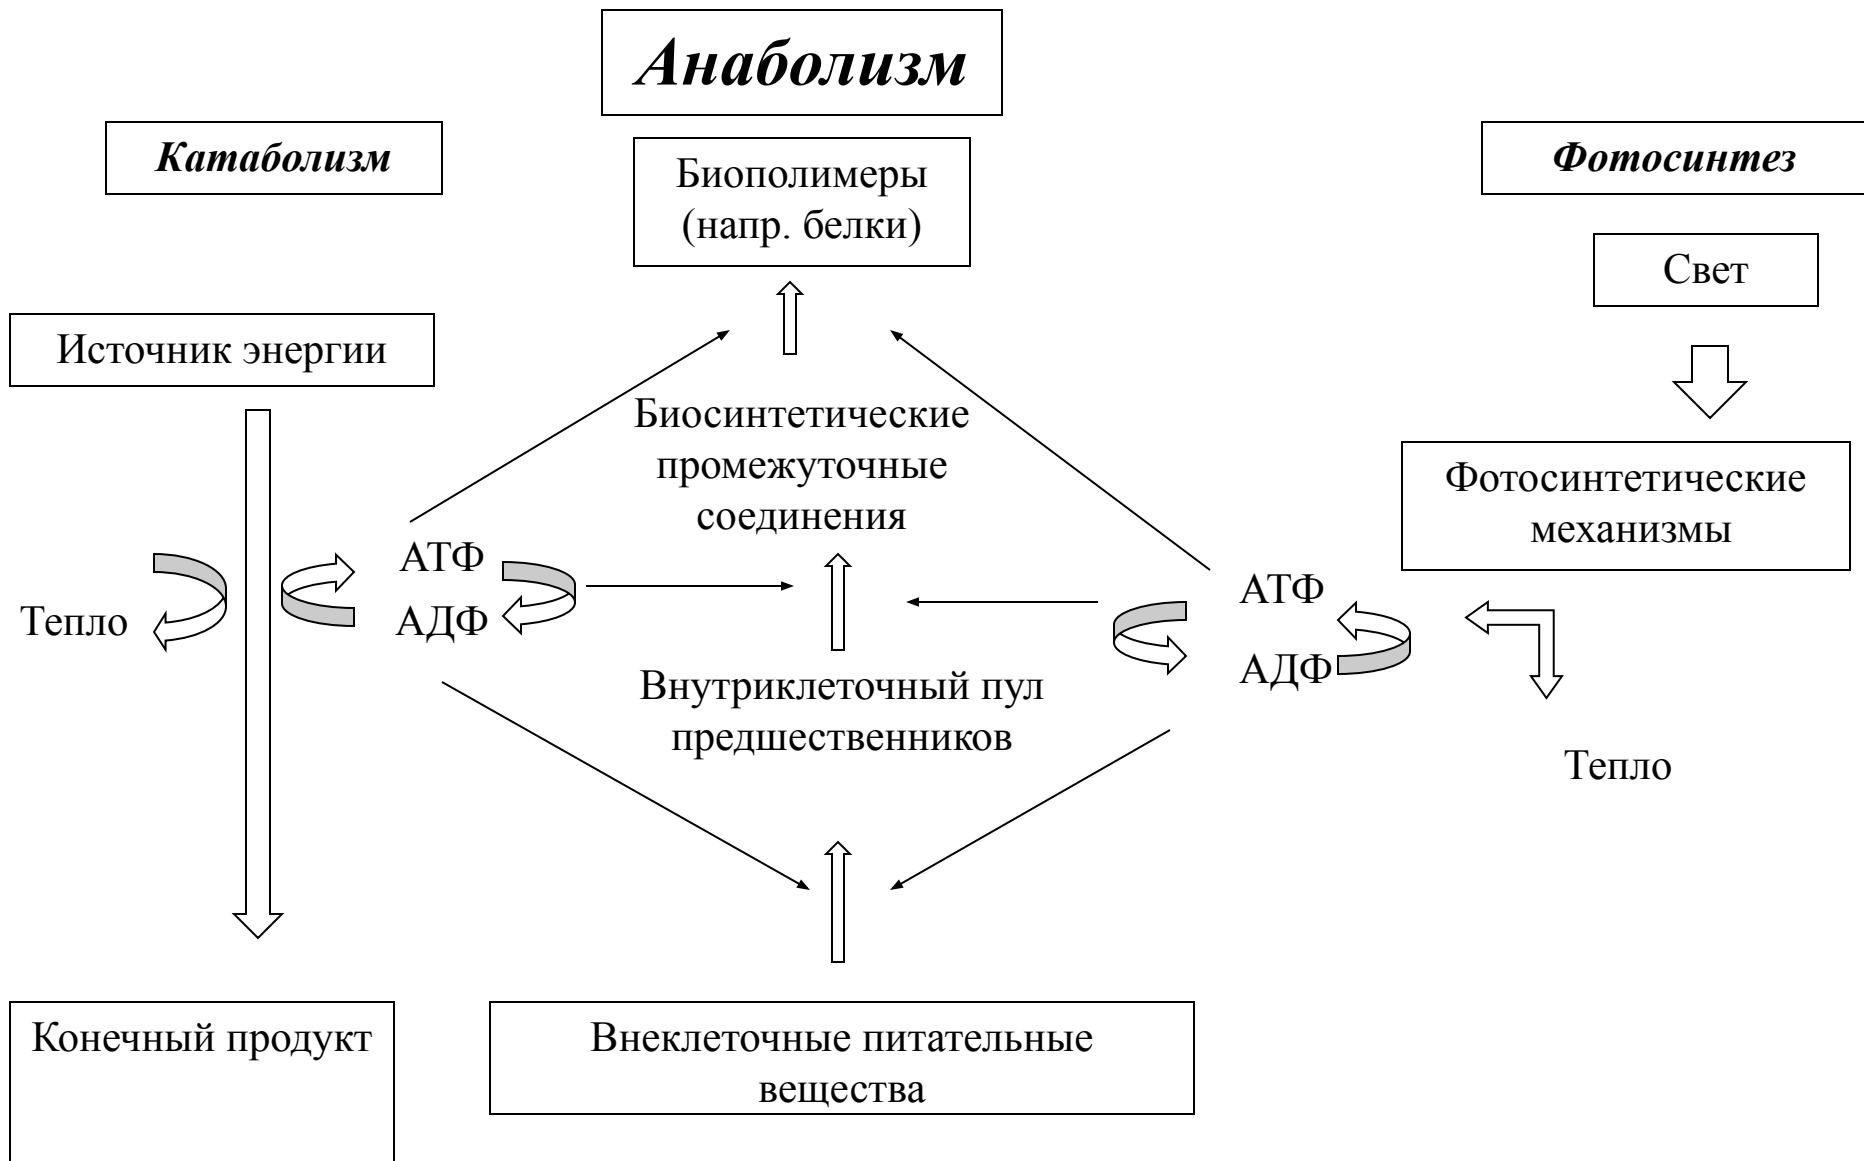 Анаболизм
Катаболизм
Биополимеры
(напр. белки)
Фотосинтез
Свет
Источник энергии
Биосинтетические
промежуточные
соединения
Фотосинтетические
механизмы
АТФ
АДФ
Тепло
АТФ
АДФ
Внутриклеточный пул
предшественников
Тепло
Конечный продукт
Внеклеточные питательные
вещества